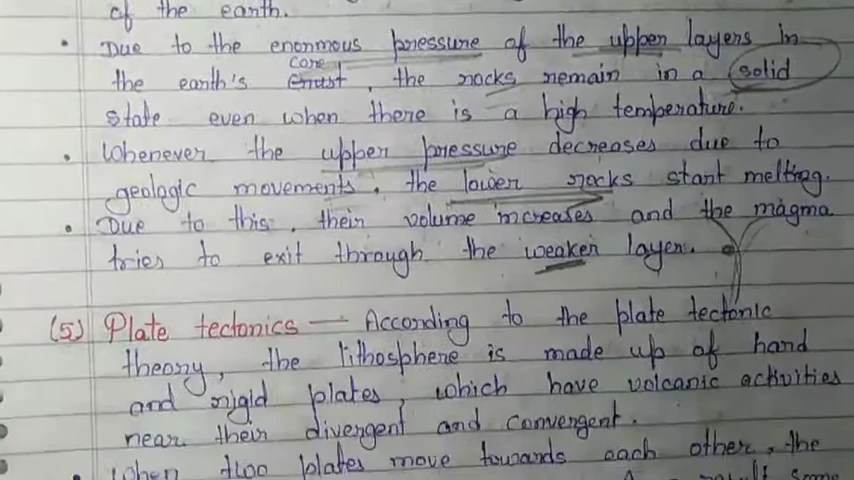 of the earth.
• Due to the enormous pressure of the upper layers in
core
the earth's crust, the rocks remain in a solid
state even when there is a high temperature.
• Whenever the upper pressure decreases due to
geologic movements, the lower rocks start melting.
• Due to this, their volume increases and the magma
tries to exit through the weaker layer.
(5) Plate tectonics — According to the plate tectonic
theory, the lithosphere is made up of hard
and rigid plates, which have volcanic activities
near their divergent and convergent.
• When two plates move towards each other, the
result some